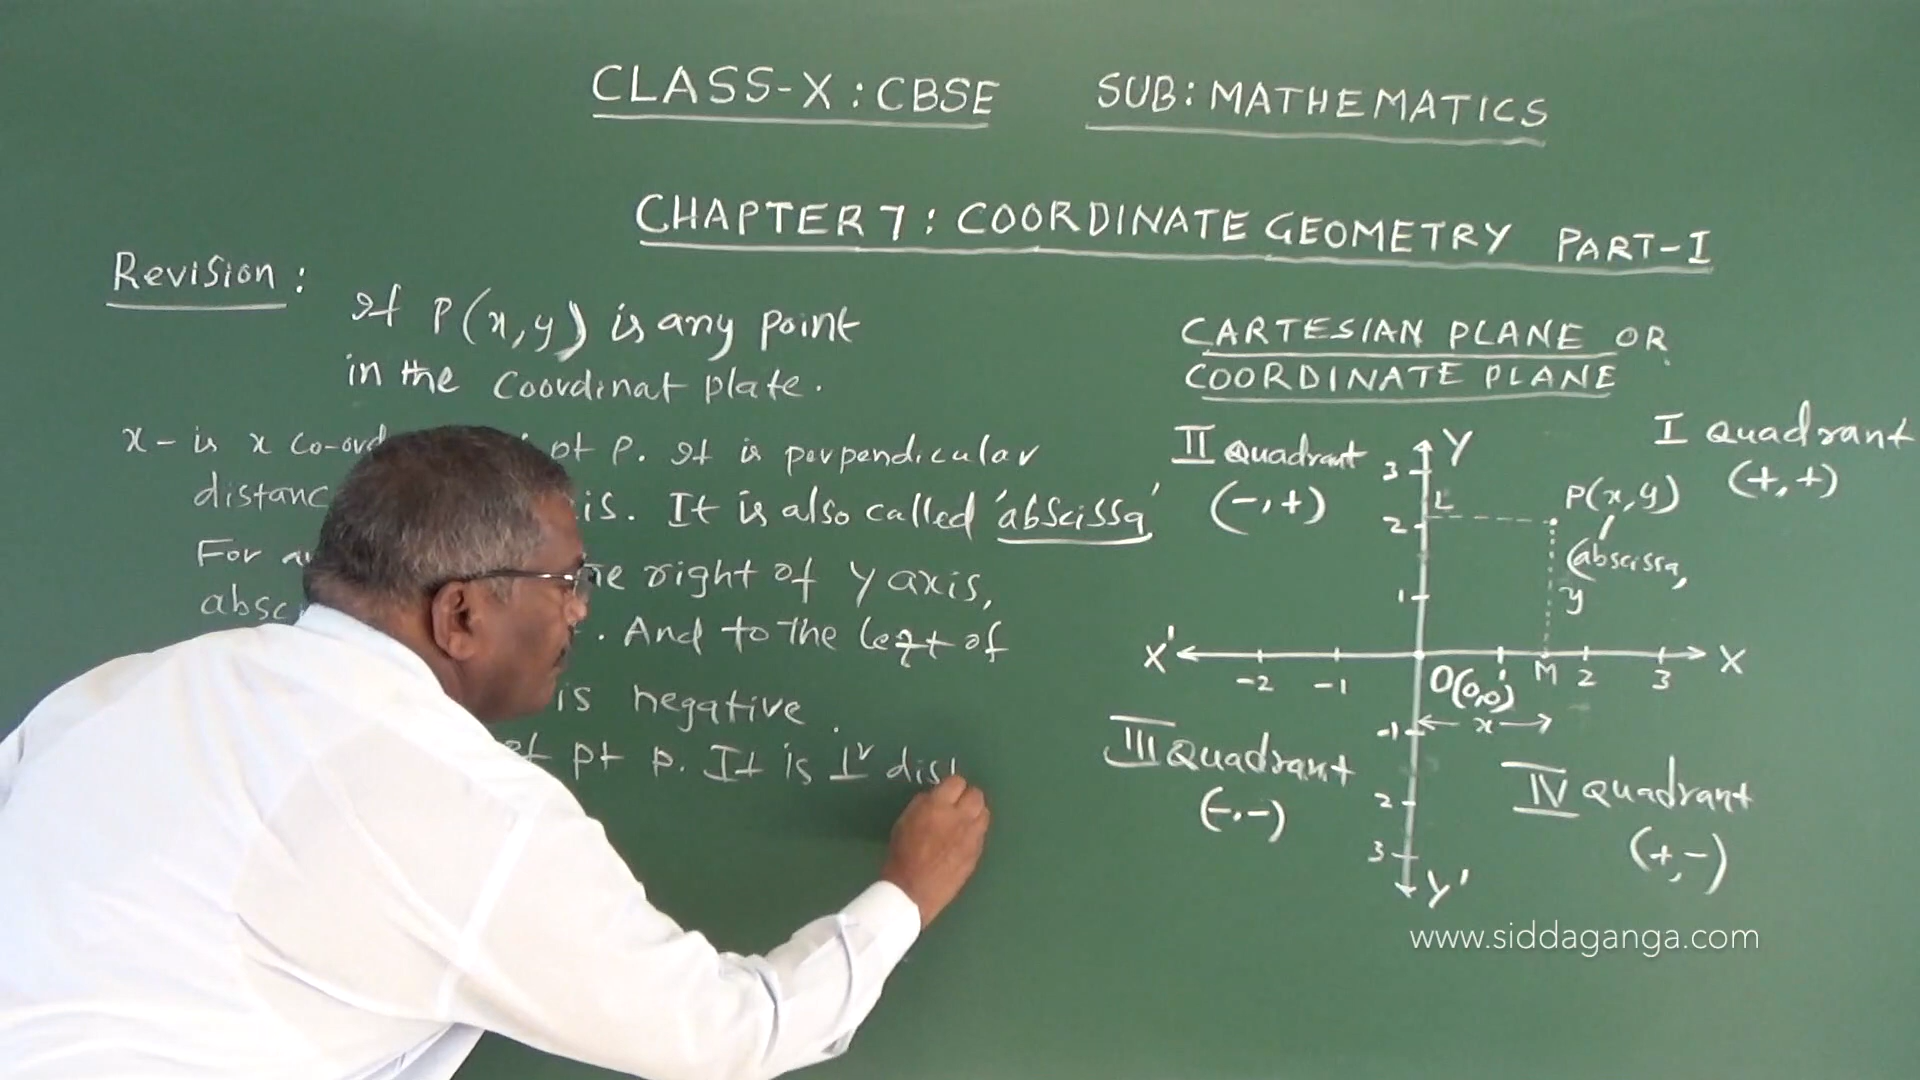 CLASS-X : CBSE SUB: MATHEMATICS
CHAPTER 7 : COORDINATE GEOMETRY PART-I
Revision :
If P(x,y) is any point
in the Coordinat plate.
x - is x co-ord pt P. It is perpendicular
distanc is. It is also called 'abscissa'
For right of Y axis,
absc . And to the left of
is negative .
of pt P. It is ⊥r dist
CARTESIAN PLANE OR
COORDINATE PLANE
II Quadrant
(-,+)
I Quadrant
(+,+)
Y
3
L
2
1
P(x,y)
(abscissa,
y
X' -2 -1 O(0,0) 1 M 2 3 X
x
-1
2
3
Y'
III Quadrant
(-,-)
IV Quadrant
(+,-)
www.siddaganga.com